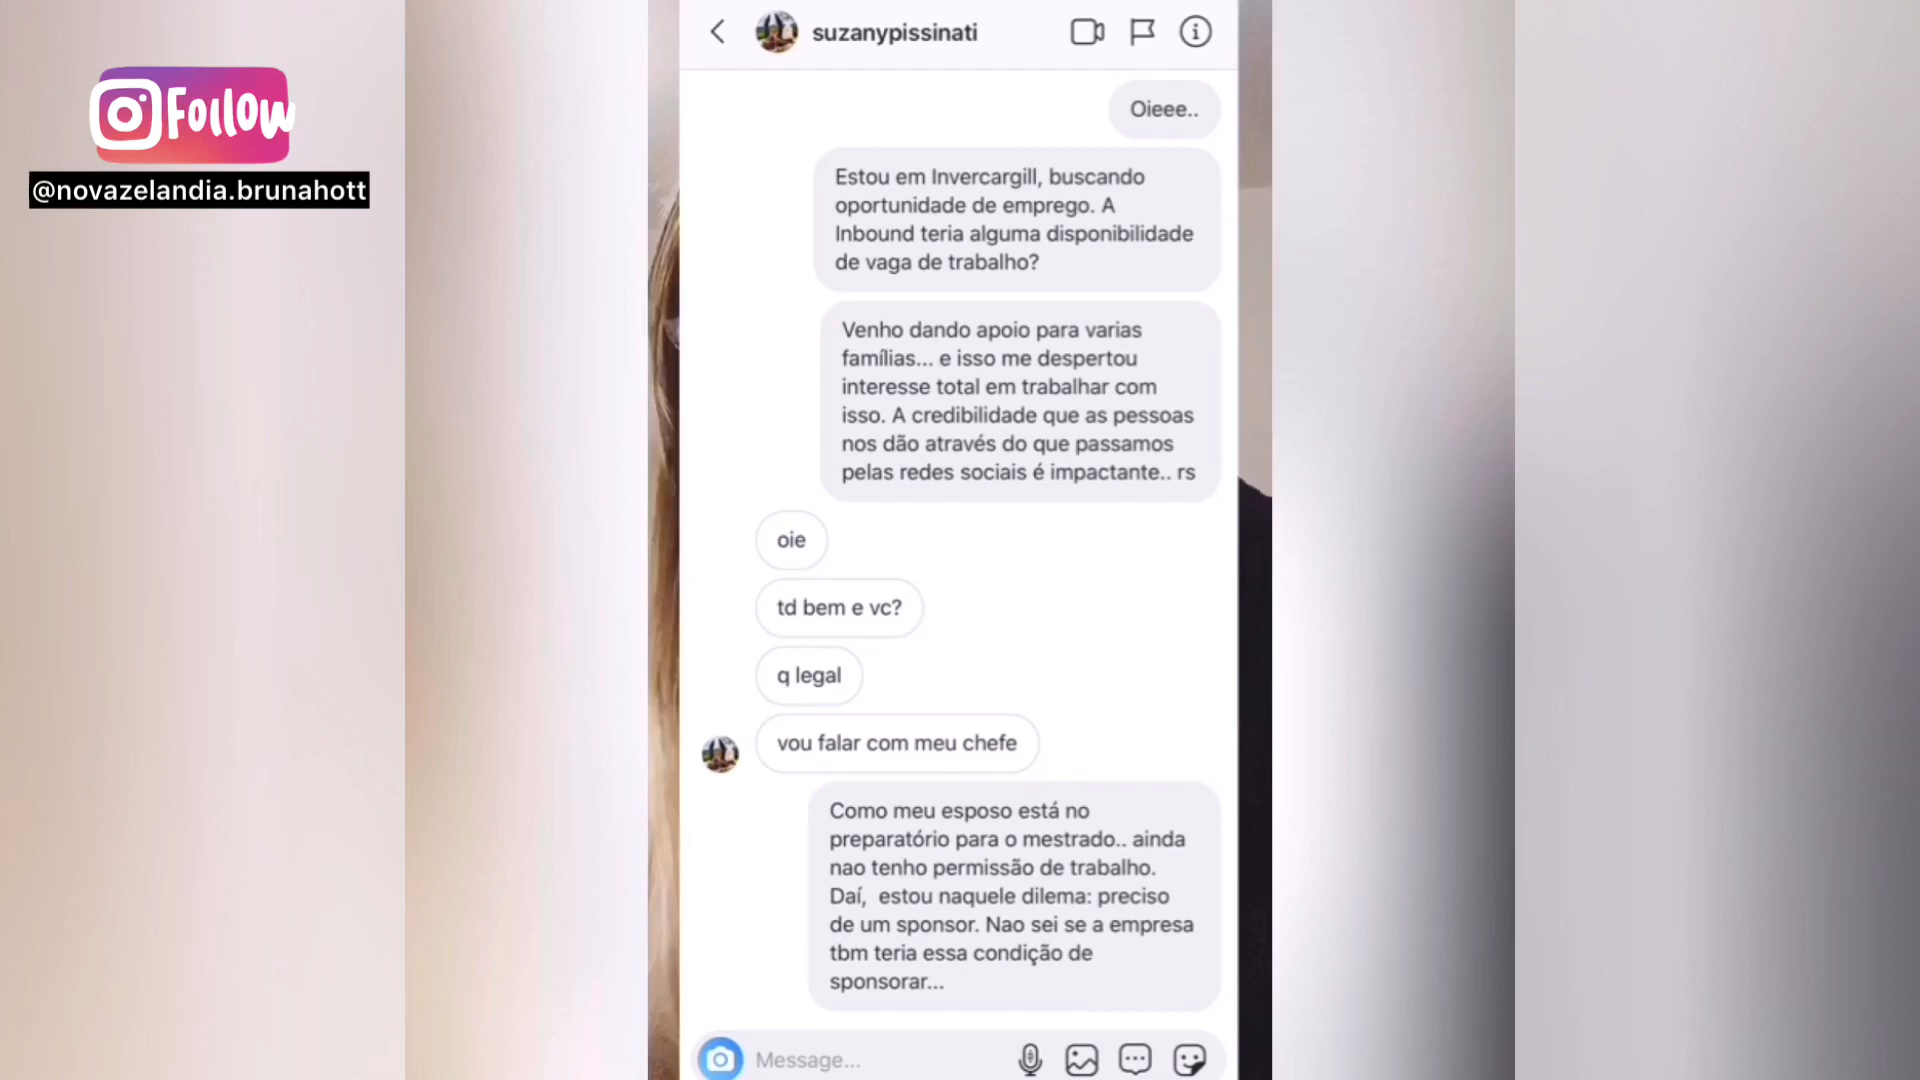 Follow
@novazelandia.brunahott
suzanypissinati
Oieee..
Estou em Invercargill, buscando
oportunidade de emprego. A
Inbound teria alguma disponibilidade
de vaga de trabalho?
Venho dando apoio para varias
famílias... e isso me despertou
interesse total em trabalhar com
isso. A credibilidade que as pessoas
nos dão através do que passamos
pelas redes sociais é impactante.. rs
oie
td bem e vc?
q legal
vou falar com meu chefe
Como meu esposo está no
preparatório para o mestrado.. ainda
nao tenho permissão de trabalho.
Daí, estou naquele dilema: preciso
de um sponsor. Nao sei se a empresa
tbm teria essa condição de
sponsorar...
Message...